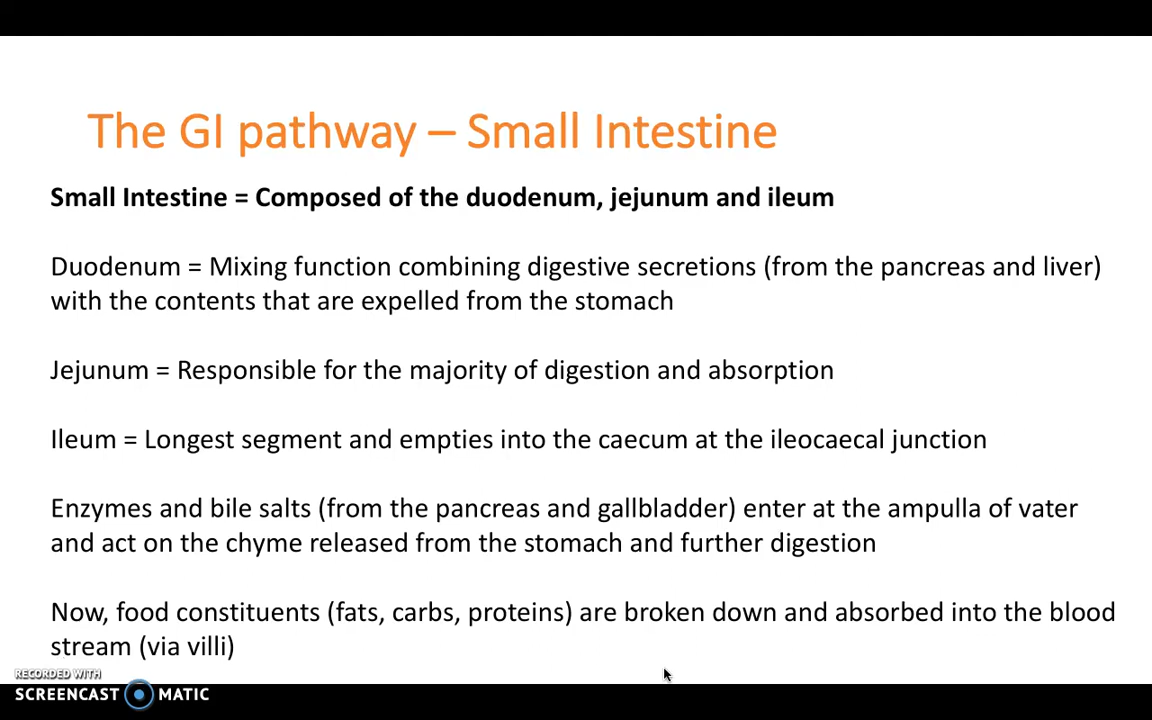 The GI pathway – Small Intestine
Small Intestine = Composed of the duodenum, jejunum and ileum
Duodenum = Mixing function combining digestive secretions (from the pancreas and liver)
with the contents that are expelled from the stomach
Jejunum = Responsible for the majority of digestion and absorption
Ileum = Longest segment and empties into the caecum at the ileocaecal junction
Enzymes and bile salts (from the pancreas and gallbladder) enter at the ampulla of vater
and act on the chyme released from the stomach and further digestion
Now, food constituents (fats, carbs, proteins) are broken down and absorbed into the blood
stream (via villi)
RECORDED WITH
SCREENCAST MATIC